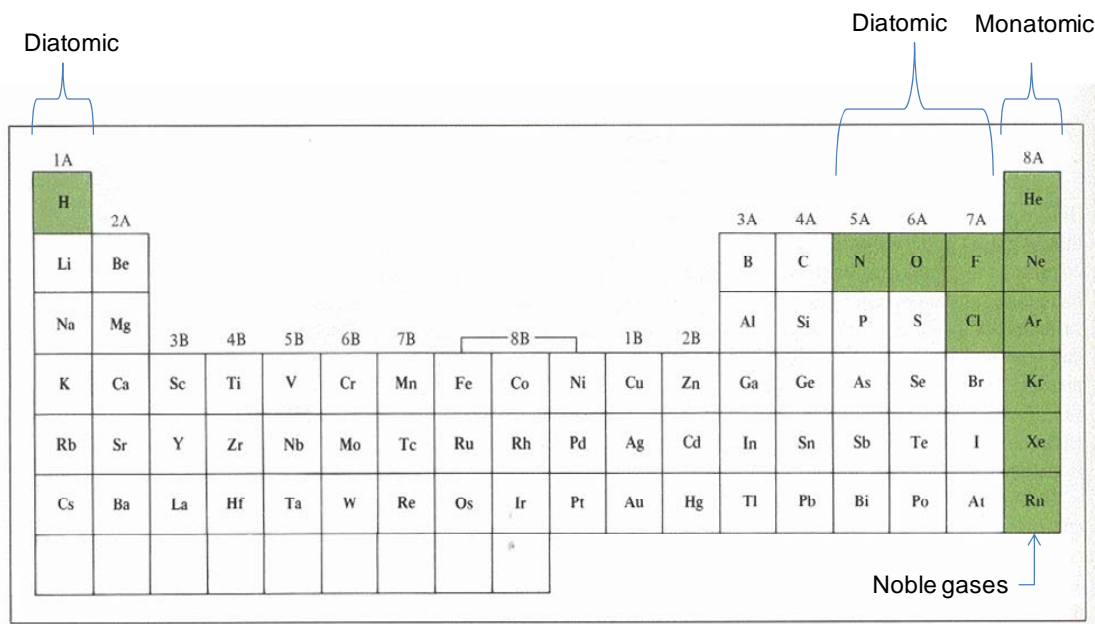 Diatomic Monatomic
Diatomic
1A 8A
H He
2A 3A 4A 5A 6A 7A
Li Be B C N O F Ne
Na Mg Al Si P S Cl Ar
3B 4B 5B 6B 7B 8B 1B 2B
K Ca Sc Ti V Cr Mn Fe Co Ni Cu Zn Ga Ge As Se Br Kr
Rb Sr Y Zr Nb Mo Tc Ru Rh Pd Ag Cd In Sn Sb Te I Xe
Cs Ba La Hf Ta W Re Os Ir Pt Au Hg Tl Pb Bi Po At Rn
Noble gases